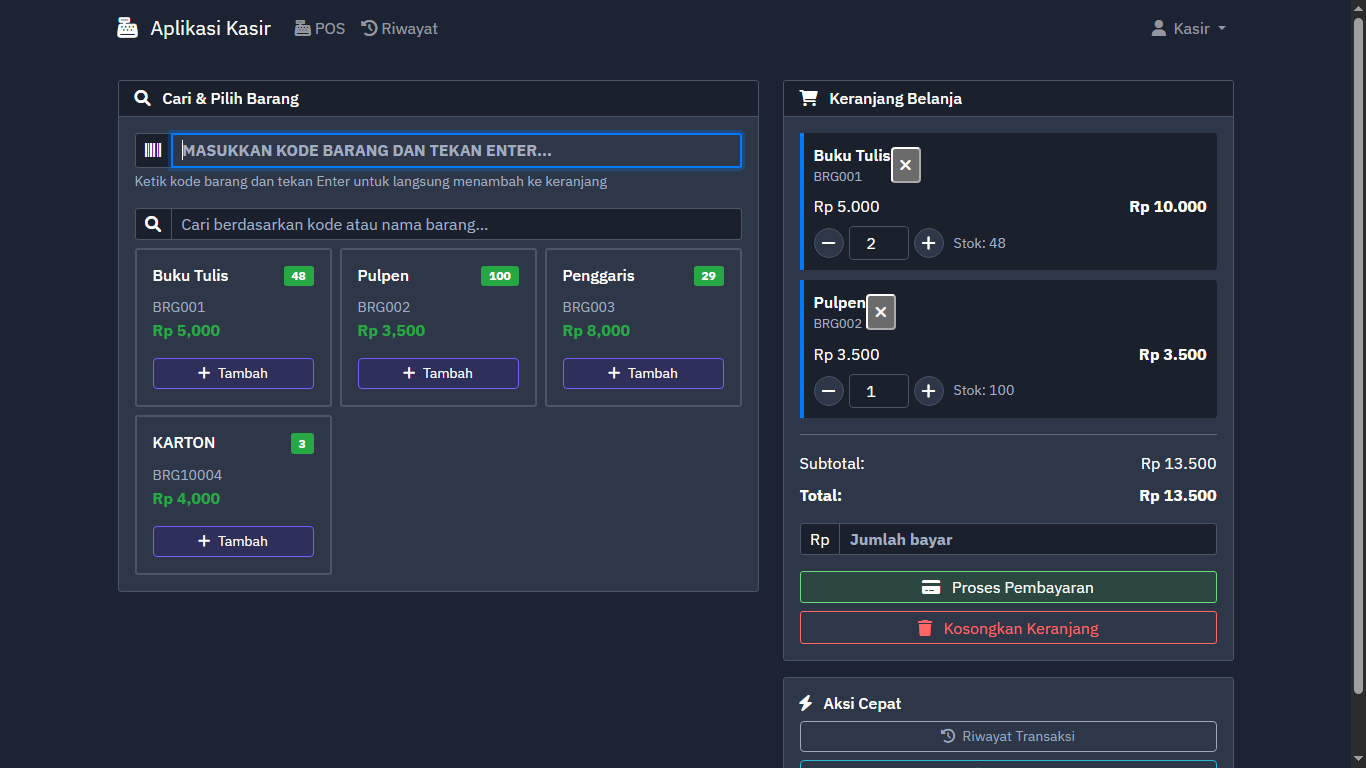 Aplikasi Kasir POS Riwayat Kasir
Cari & Pilih Barang
MASUKKAN KODE BARANG DAN TEKAN ENTER...
Ketik kode barang dan tekan Enter untuk langsung menambah ke keranjang
Cari berdasarkan kode atau nama barang...
Buku Tulis 48
BRG001
Rp 5,000
Tambah
Pulpen 100
BRG002
Rp 3,500
Tambah
Penggaris 29
BRG003
Rp 8,000
Tambah
KARTON 3
BRG10004
Rp 4,000
Tambah
Keranjang Belanja
Buku Tulis
BRG001
Rp 5.000 Rp 10.000
2 Stok: 48
Pulpen
BRG002
Rp 3.500 Rp 3.500
1 Stok: 100
Subtotal: Rp 13.500
Total: Rp 13.500
Rp Jumlah bayar
Proses Pembayaran
Kosongkan Keranjang
Aksi Cepat
Riwayat Transaksi